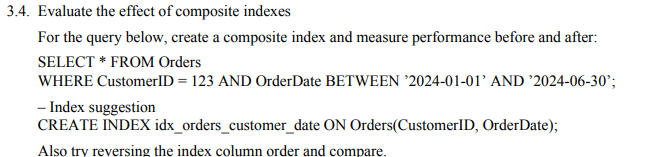 3.4. Evaluate the effect of composite indexes
For the query below, create a composite index and measure performance before and after:
SELECT * FROM Orders
WHERE CustomerID = 123 AND OrderDate BETWEEN ’2024-01-01’ AND ’2024-06-30’;
– Index suggestion
CREATE INDEX idx_orders_customer_date ON Orders(CustomerID, OrderDate);
Also try reversing the index column order and compare.